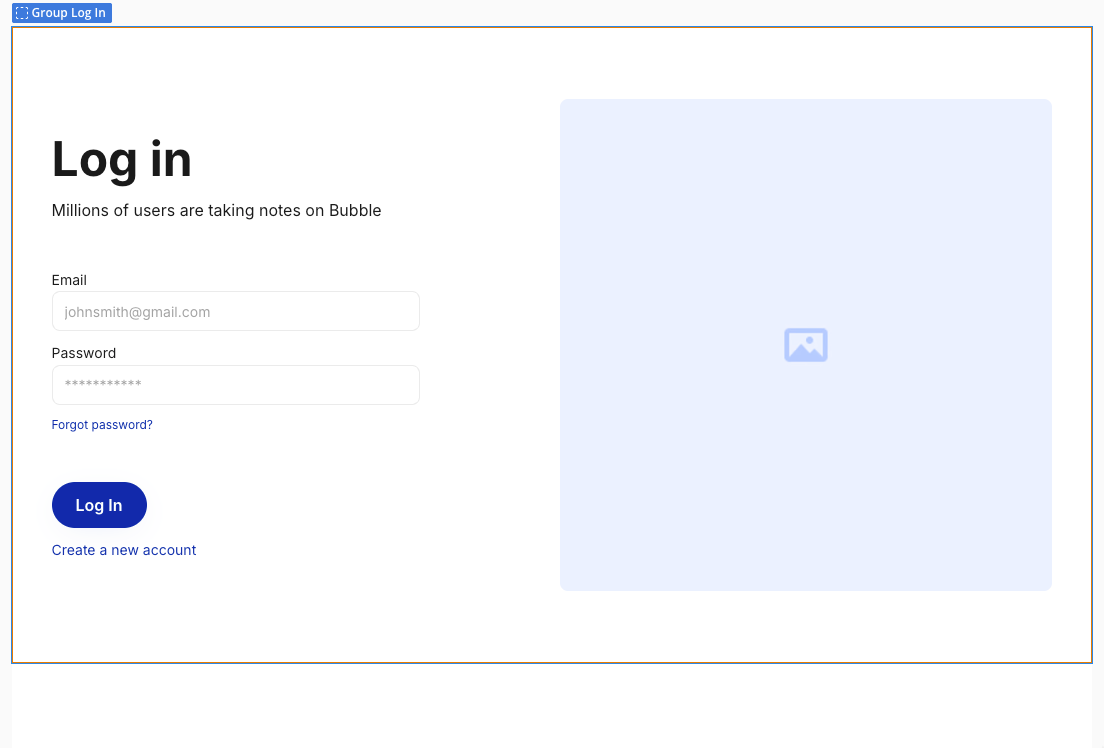 Group Log In
Log in
Millions of users are taking notes on Bubble
Email
johnsmith@gmail.com
Password
***********
Forgot password?
Log In
Create a new account